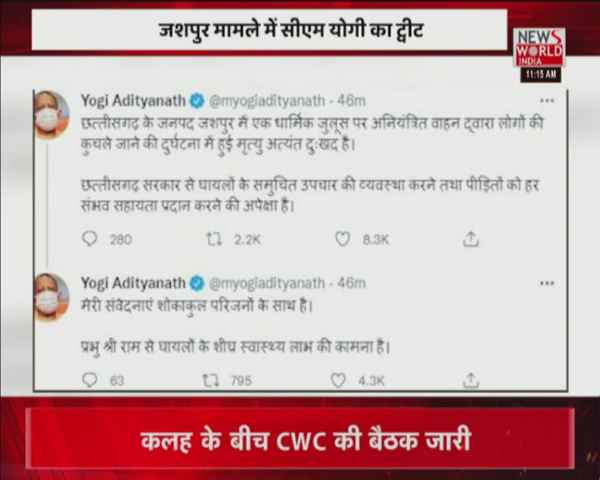 जशपुर मामले में सीएम योगी का ट्वीट
NEWS
WORLD
INDIA
11:15 AM
Yogi Adityanath @myogiadityanath · 46m
छत्तीसगढ़ के जनपद जशपुर में एक धार्मिक जुलूस पर अनियंत्रित वाहन द्वारा लोगों की
कुचले जाने की दुर्घटना में हुई मृत्यु अत्यंत दुःखद है।
छत्तीसगढ़ सरकार से घायलों के समुचित उपचार की व्यवस्था करने तथा पीड़ितों को हर
संभव सहायता प्रदान करने की अपेक्षा है।
280 2.2K 8.3K
Yogi Adityanath @myogiadityanath · 46m
मेरी संवेदनाएं शोकाकुल परिजनों के साथ है।
प्रभु श्री राम से घायलों के शीघ्र स्वास्थ्य लाभ की कामना है।
63 795 4.3K
कलह के बीच CWC की बैठक जारी